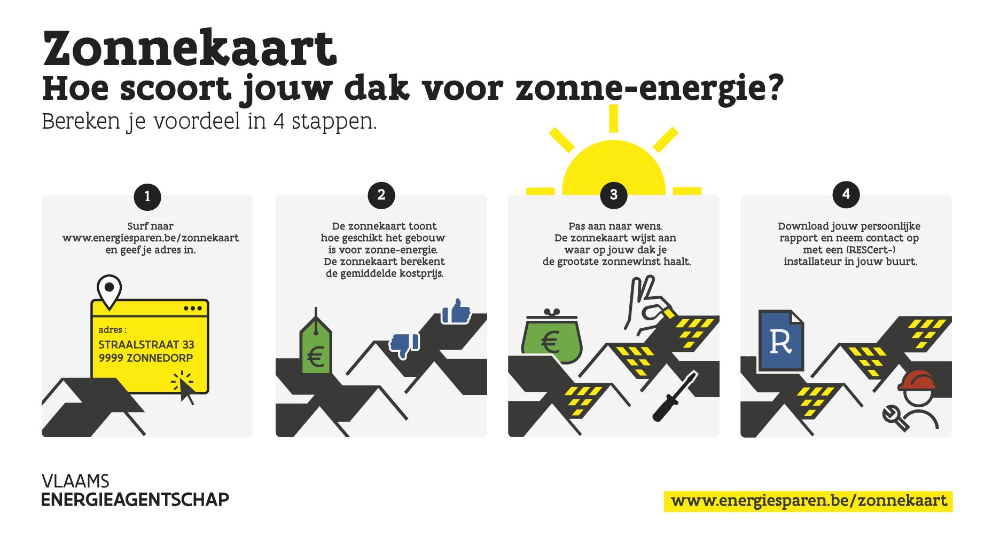 Zonnekaart
Hoe scoort jouw dak voor zonne-energie?
Bereken je voordeel in 4 stappen.
1
Surf naar
www.energiesparen.be/zonnekaart
en geef je adres in.
adres :
STRAALSTRAAT 33
9999 ZONNEDORP
2
De zonnekaart toont
hoe geschikt het gebouw
is voor zonne-energie.
De zonnekaart berekent
de gemiddelde kostprijs.
€
3
Pas aan naar wens.
De zonnekaart wijst aan
waar op jouw dak je
de grootste zonnewinst haalt.
€
4
Download jouw persoonlijke
rapport en neem contact op
met een (RESCert-)
installateur in jouw buurt.
R
VLAAMS
ENERGIEAGENTSCHAP
www.energiesparen.be/zonnekaart